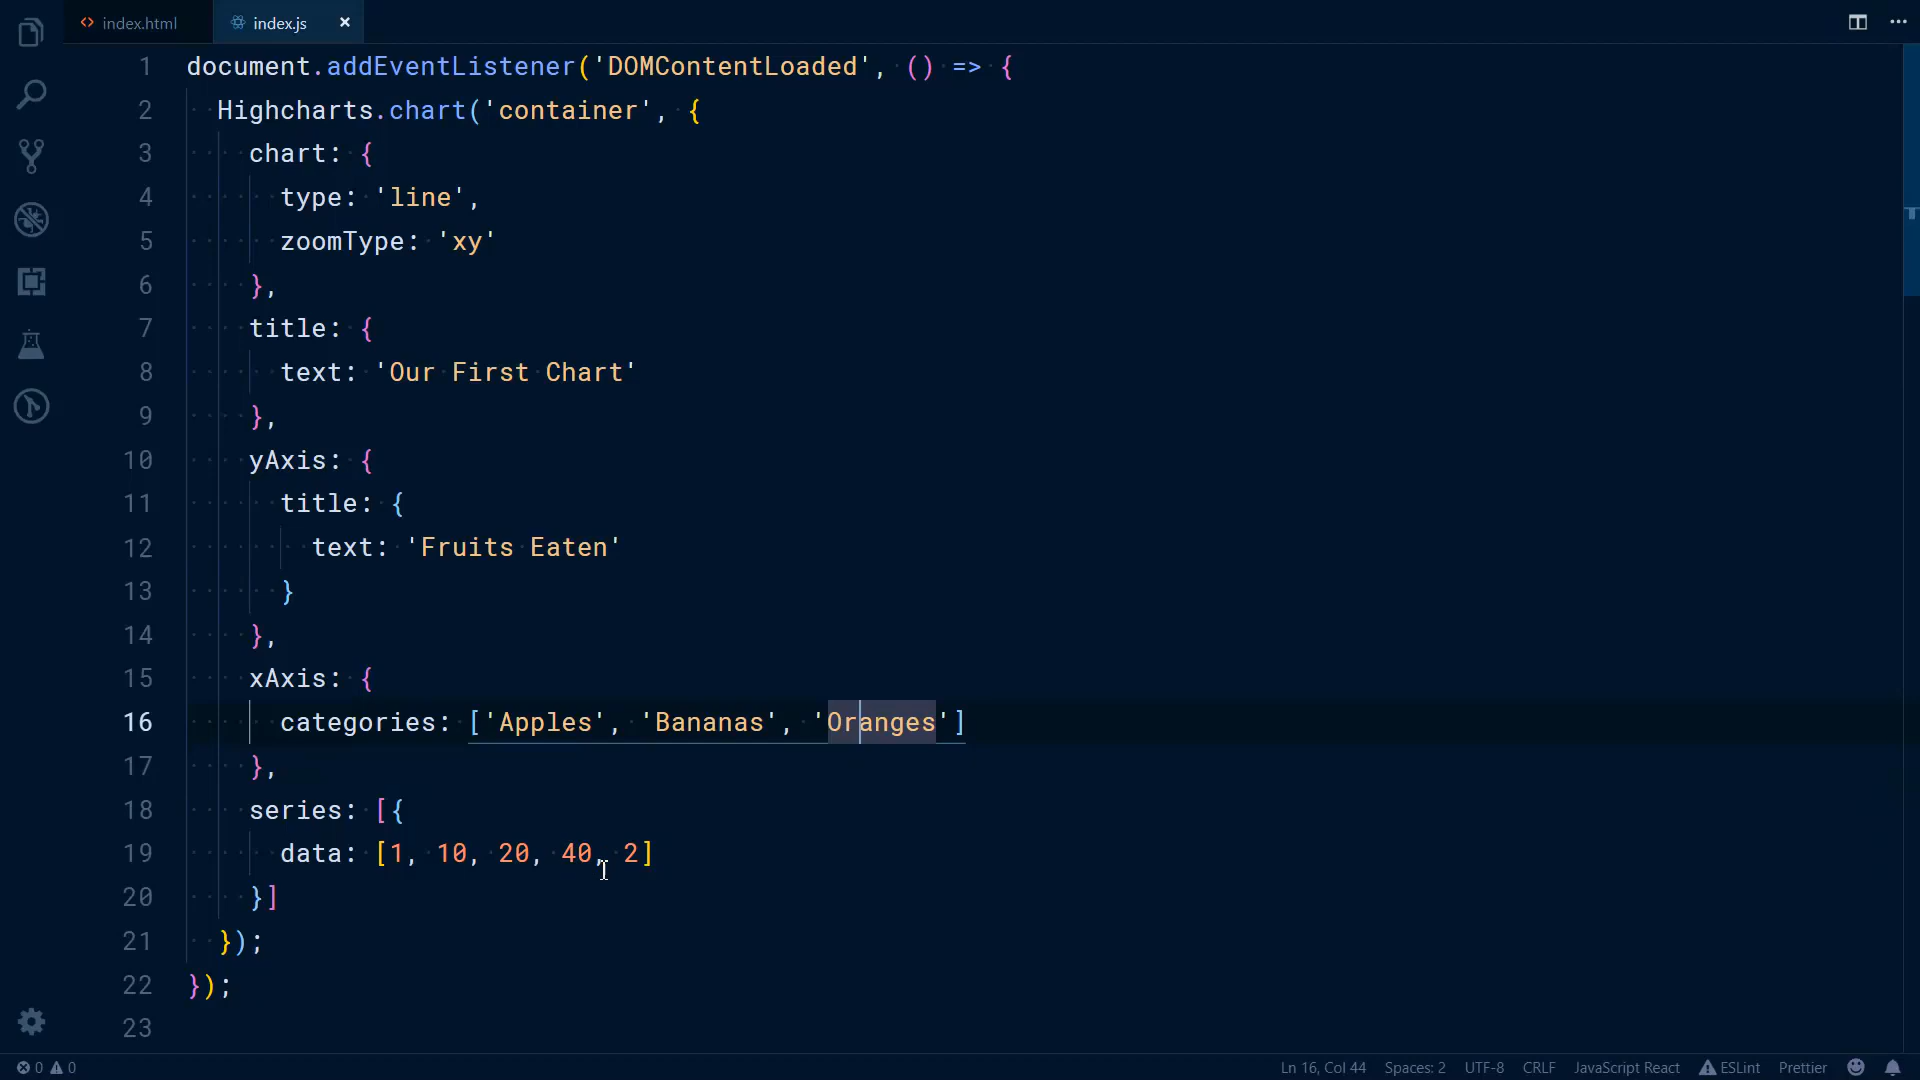 index.html
index.js
1 document.addEventListener('DOMContentLoaded', () => {
2 Highcharts.chart('container', {
3 chart: {
4 type: 'line',
5 zoomType: 'xy'
6 },
7 title: {
8 text: 'Our First Chart'
9 },
10 yAxis: {
11 title: {
12 text: 'Fruits Eaten'
13 }
14 },
15 xAxis: {
16 categories: ['Apples', 'Bananas', 'Oranges']
17 },
18 series: [{
19 data: [1, 10, 20, 40, 2]
20 }]
21 });
22 });
23
0 0 Ln 16, Col 44 Spaces: 2 UTF-8 CRLF JavaScript React ESLint Prettier